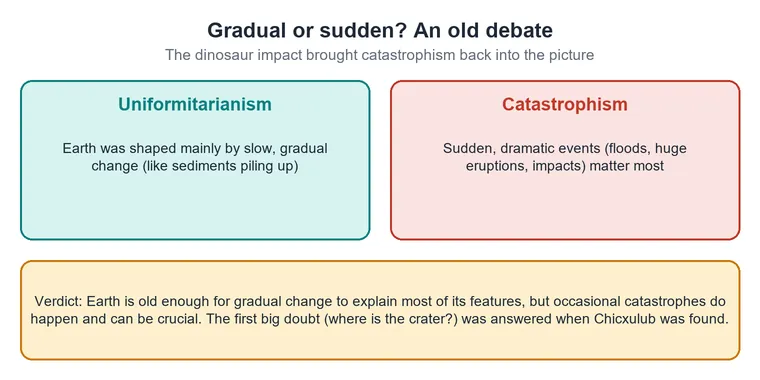 Gradual or sudden? An old debate
The dinosaur impact brought catastrophism back into the picture
Uniformitarianism
Earth was shaped mainly by slow, gradual
change (like sediments piling up)
Catastrophism
Sudden, dramatic events (floods, huge
eruptions, impacts) matter most
Verdict: Earth is old enough for gradual change to explain most of its features, but occasional catastrophes do
happen and can be crucial. The first big doubt (where is the crater?) was answered when Chicxulub was found.